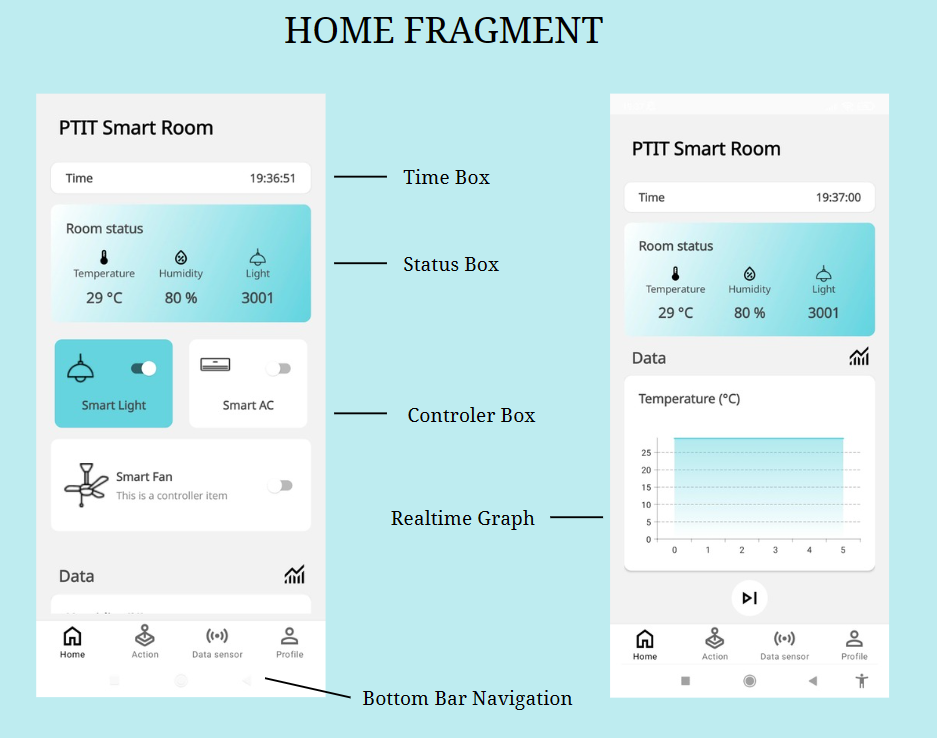 HOME FRAGMENT
PTIT Smart Room
Time 19:36:51
Room status
Temperature Humidity Light
29 °C 80 % 3001
Smart Light Smart AC
Smart Fan
This is a controller item
Data
Home Action Data sensor Profile
Time Box
Status Box
Controler Box
Realtime Graph
Bottom Bar Navigation
PTIT Smart Room
Time 19:37:00
Room status
Temperature Humidity Light
29 °C 80 % 3001
Data
Temperature (°C)
25
20
15
10
5
0
0 1 2 3 4 5
Home Action Data sensor Profile